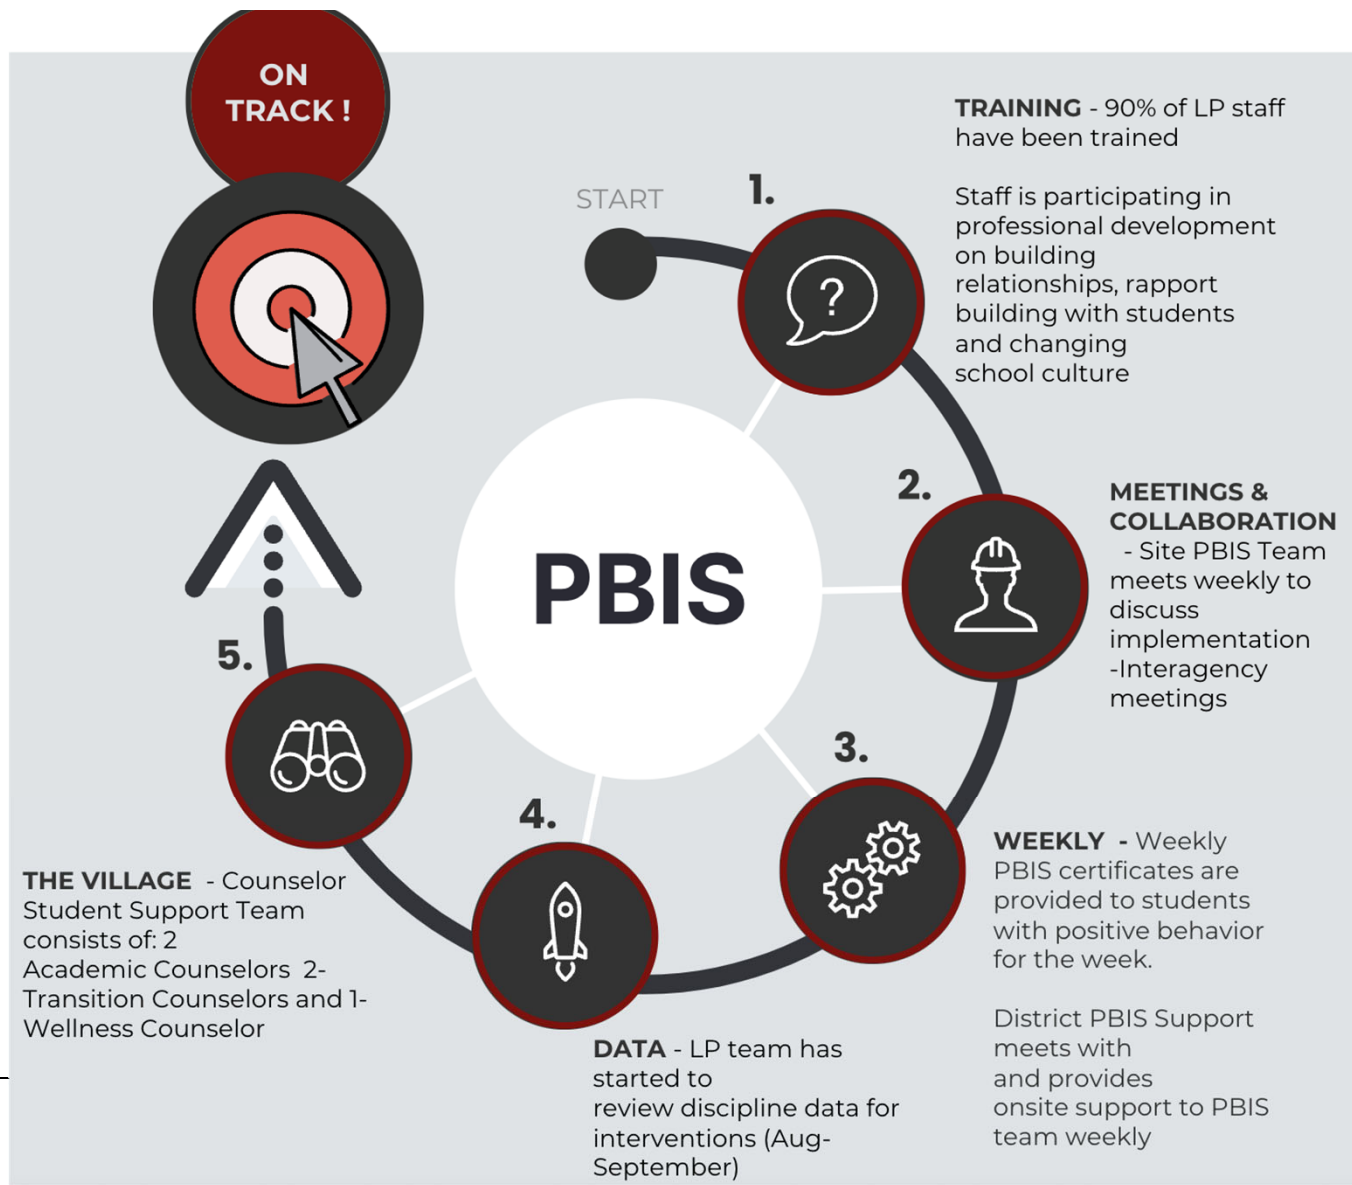 ON
TRACK !
START
1.
TRAINING - 90% of LP staff
have been trained
Staff is participating in
professional development
on building
relationships, rapport
building with students
and changing
school culture
?
2.
MEETINGS &
COLLABORATION
- Site PBIS Team
meets weekly to
discuss
implementation
-Interagency
meetings
PBIS
3.
WEEKLY - Weekly
PBIS certificates are
provided to students
with positive behavior
for the week.
District PBIS Support
meets with
and provides
onsite support to PBIS
team weekly
4.
DATA - LP team has
started to
review discipline data for
interventions (Aug-
September)
5.
THE VILLAGE - Counselor
Student Support Team
consists of: 2
Academic Counselors 2-
Transition Counselors and 1-
Wellness Counselor